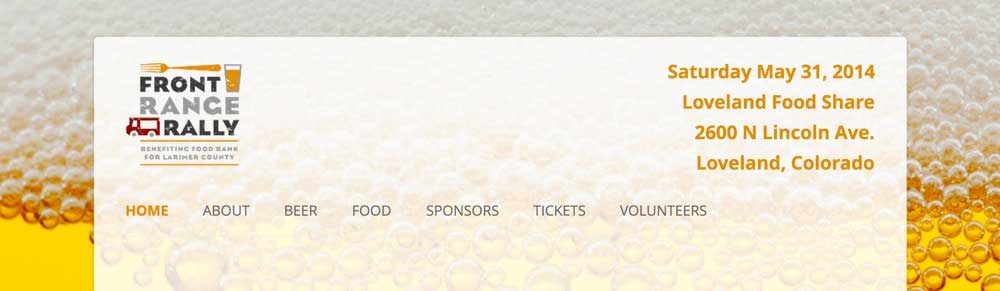 FRONT
RANGE
RALLY
BENEFITING FOOD BANK
FOR LARIMER COUNTY
Saturday May 31, 2014
Loveland Food Share
2600 N Lincoln Ave.
Loveland, Colorado
HOME ABOUT BEER FOOD SPONSORS TICKETS VOLUNTEERS